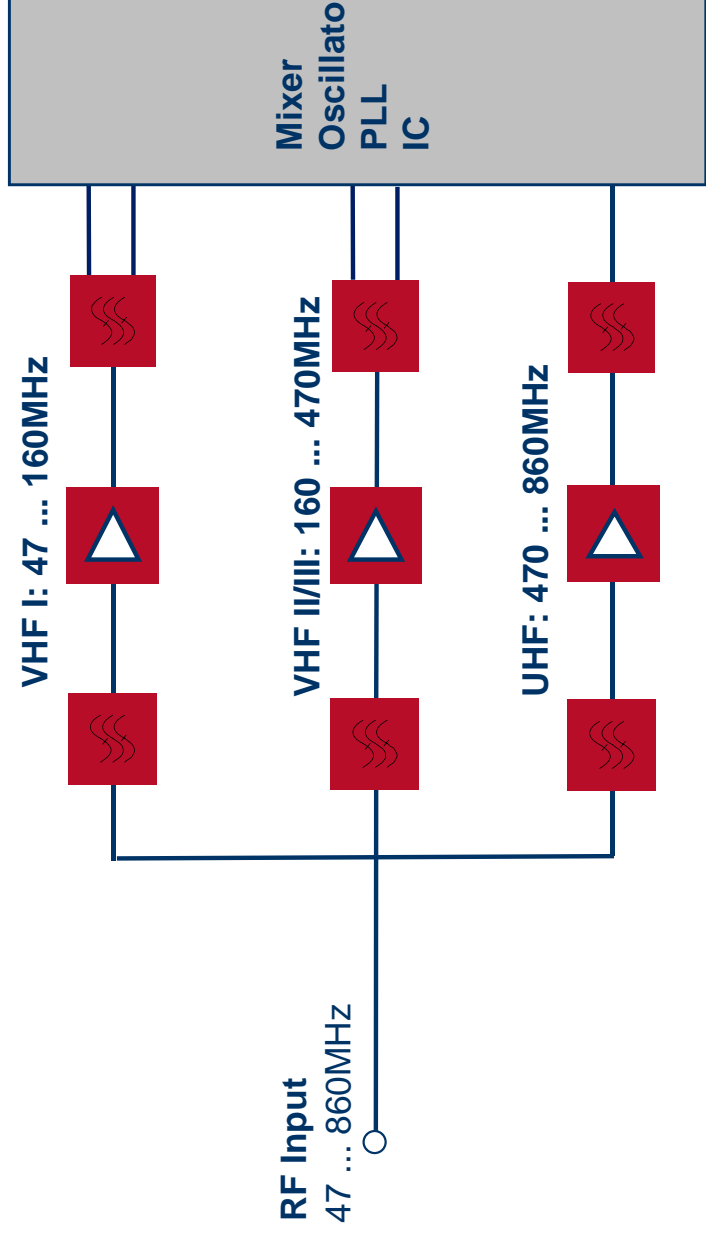 RF Input
47 ... 860MHz
VHF I: 47 ... 160MHz
VHF II/III: 160 ... 470MHz
UHF: 470 ... 860MHz
Mixer
Oscillato
PLL
IC